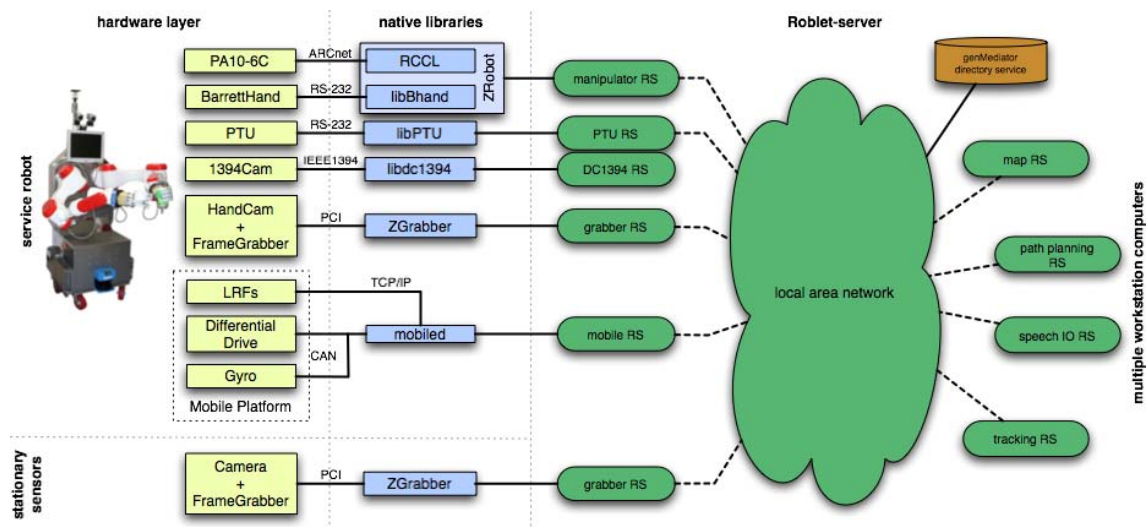 hardware layer
native libraries
Roblet-server
service robot
PA10-6C
ARCnet
RCCL
ZRobot
manipulator RS
genMediator
directory service
BarrettHand
RS-232
libBhand
PTU
RS-232
libPTU
PTU RS
1394Cam
IEEE1394
libdc1394
DC1394 RS
map RS
HandCam
+
FrameGrabber
PCI
ZGrabber
grabber RS
path planning
RS
local area network
LRFs
TCP/IP
Differential
Drive
CAN
mobiled
mobile RS
speech IO RS
Gyro
Mobile Platform
multiple workstation computers
tracking RS
stationary
sensors
Camera
+
FrameGrabber
PCI
ZGrabber
grabber RS